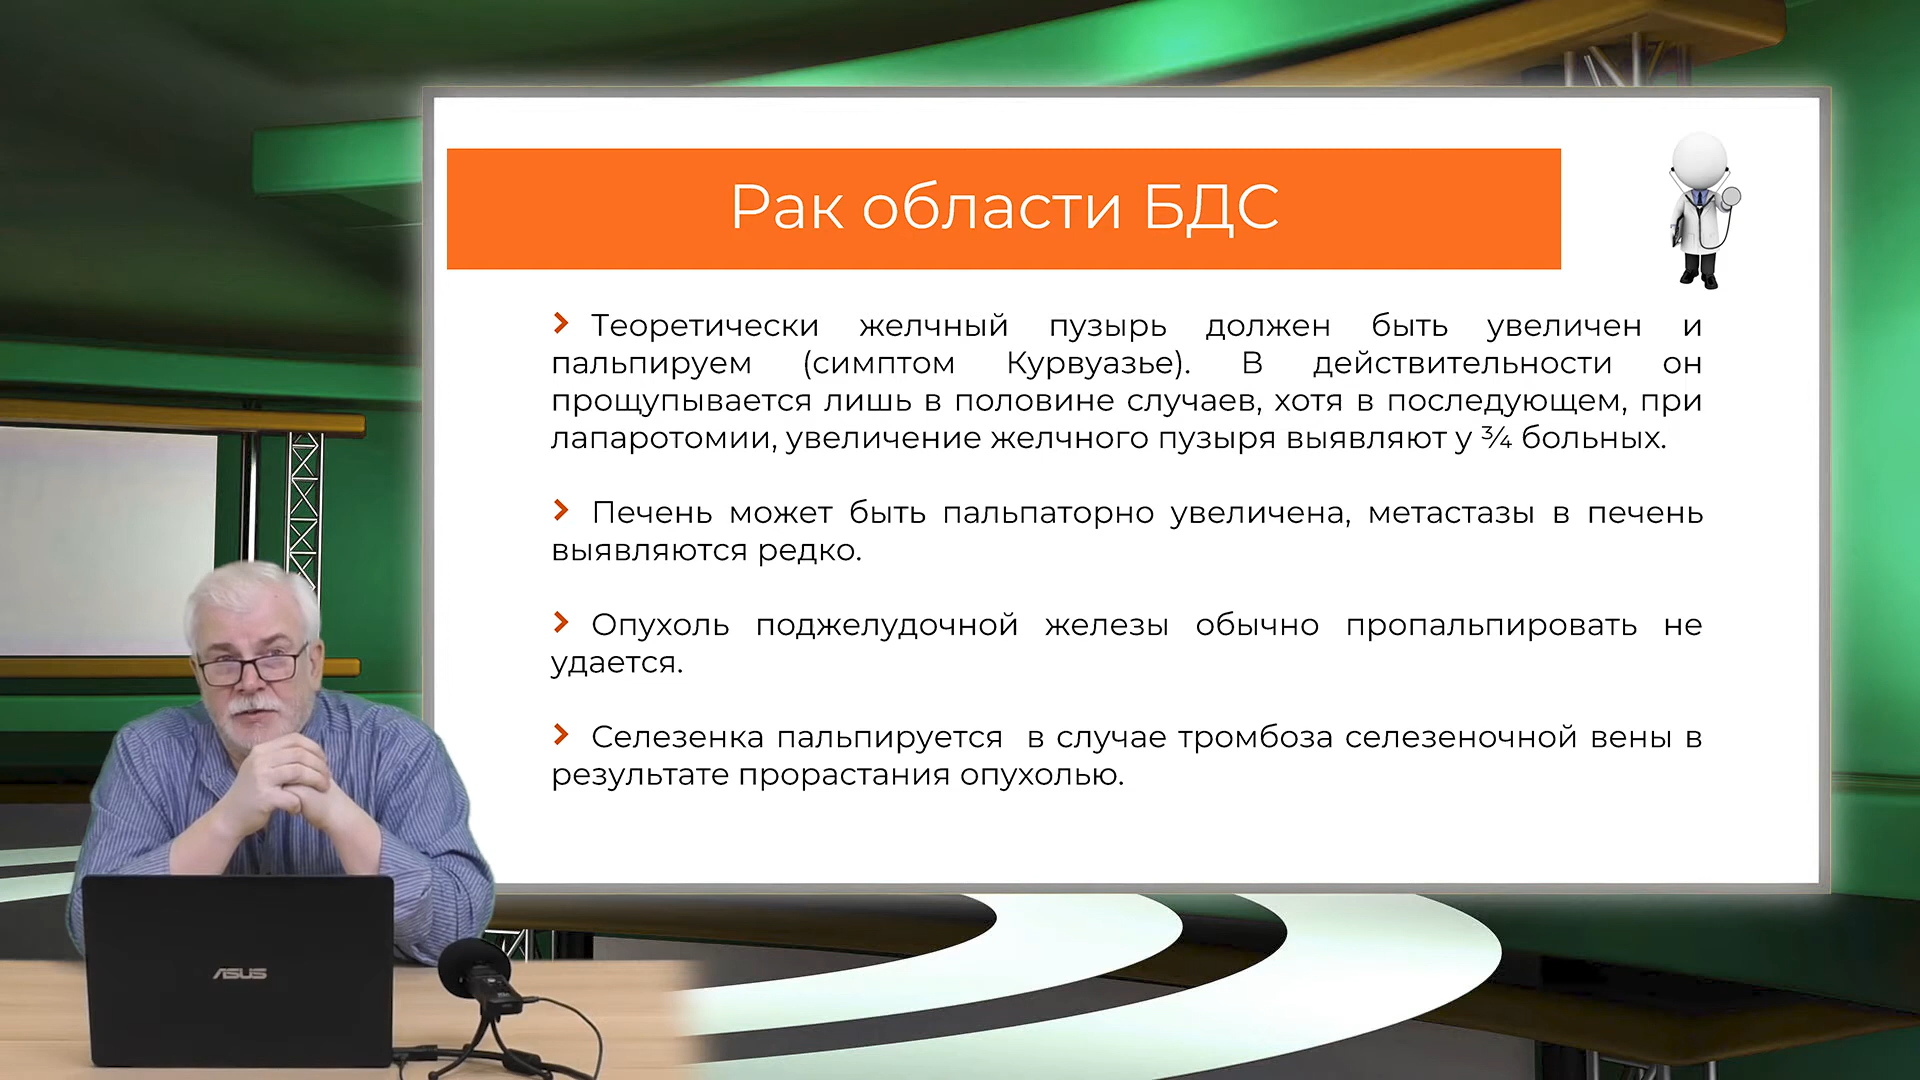 Рак области БДС
Теоретически желчный пузырь должен быть увеличен и
пальпируем (симптом Курвуазье). В действительности он
прощупывается лишь в половине случаев, хотя в последующем, при
лапаротомии, увеличение желчного пузыря выявляют у ¾ больных.
Печень может быть пальпаторно увеличена, метастазы в печень
выявляются редко.
Опухоль поджелудочной железы обычно пропальпировать не
удается.
Селезенка пальпируется в случае тромбоза селезеночной вены в
результате прорастания опухолью.
ASUS